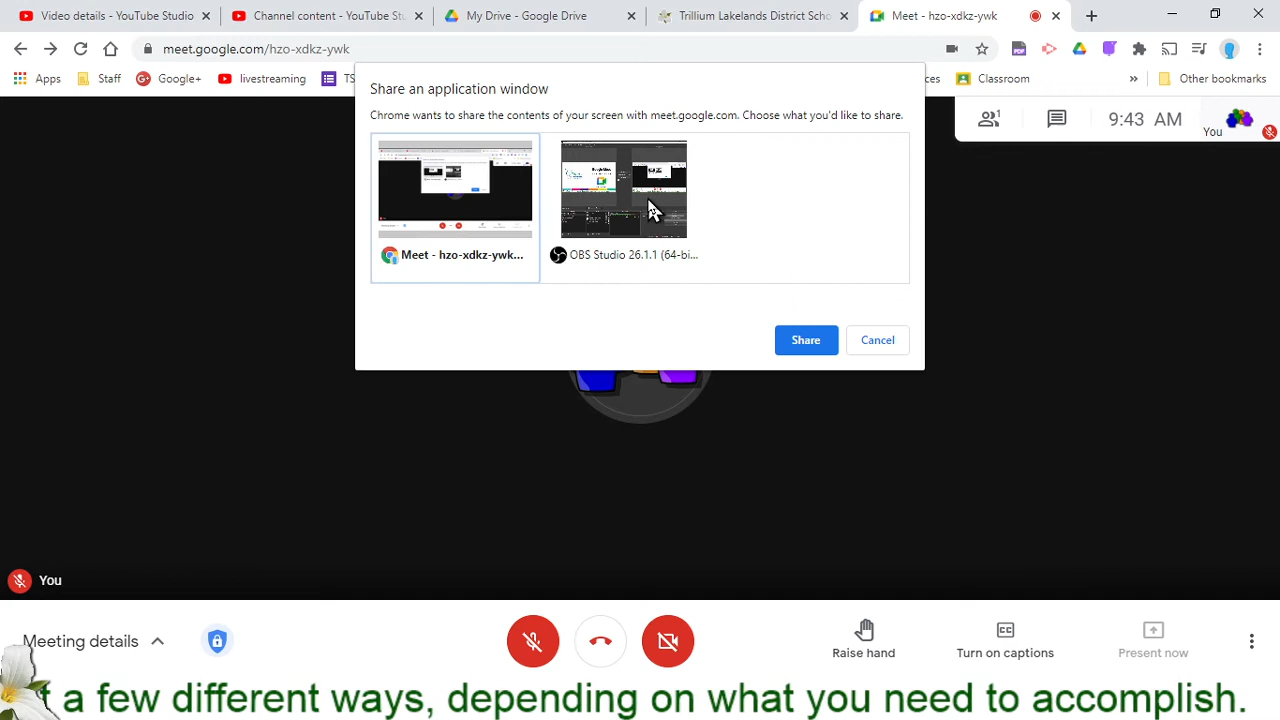 Video details - YouTube Studio
Channel content - YouTube Stu
My Drive - Google Drive
Trillium Lakelands District Scho
Meet - hzo-xdkz-ywk
meet.google.com/hzo-xdkz-ywk
Apps
Staff
Google+
livestreaming
TS
es
Classroom
»
Other bookmarks
Share an application window
Chrome wants to share the contents of your screen with meet.google.com. Choose what you'd like to share.
Meet - hzo-xdkz-ywk...
OBS Studio 26.1.1 (64-bi...
Share
Cancel
1
9:43 AM
You
You
Meeting details
Raise hand
Turn on captions
Present now
t a few different ways, depending on what you need to accomplish.